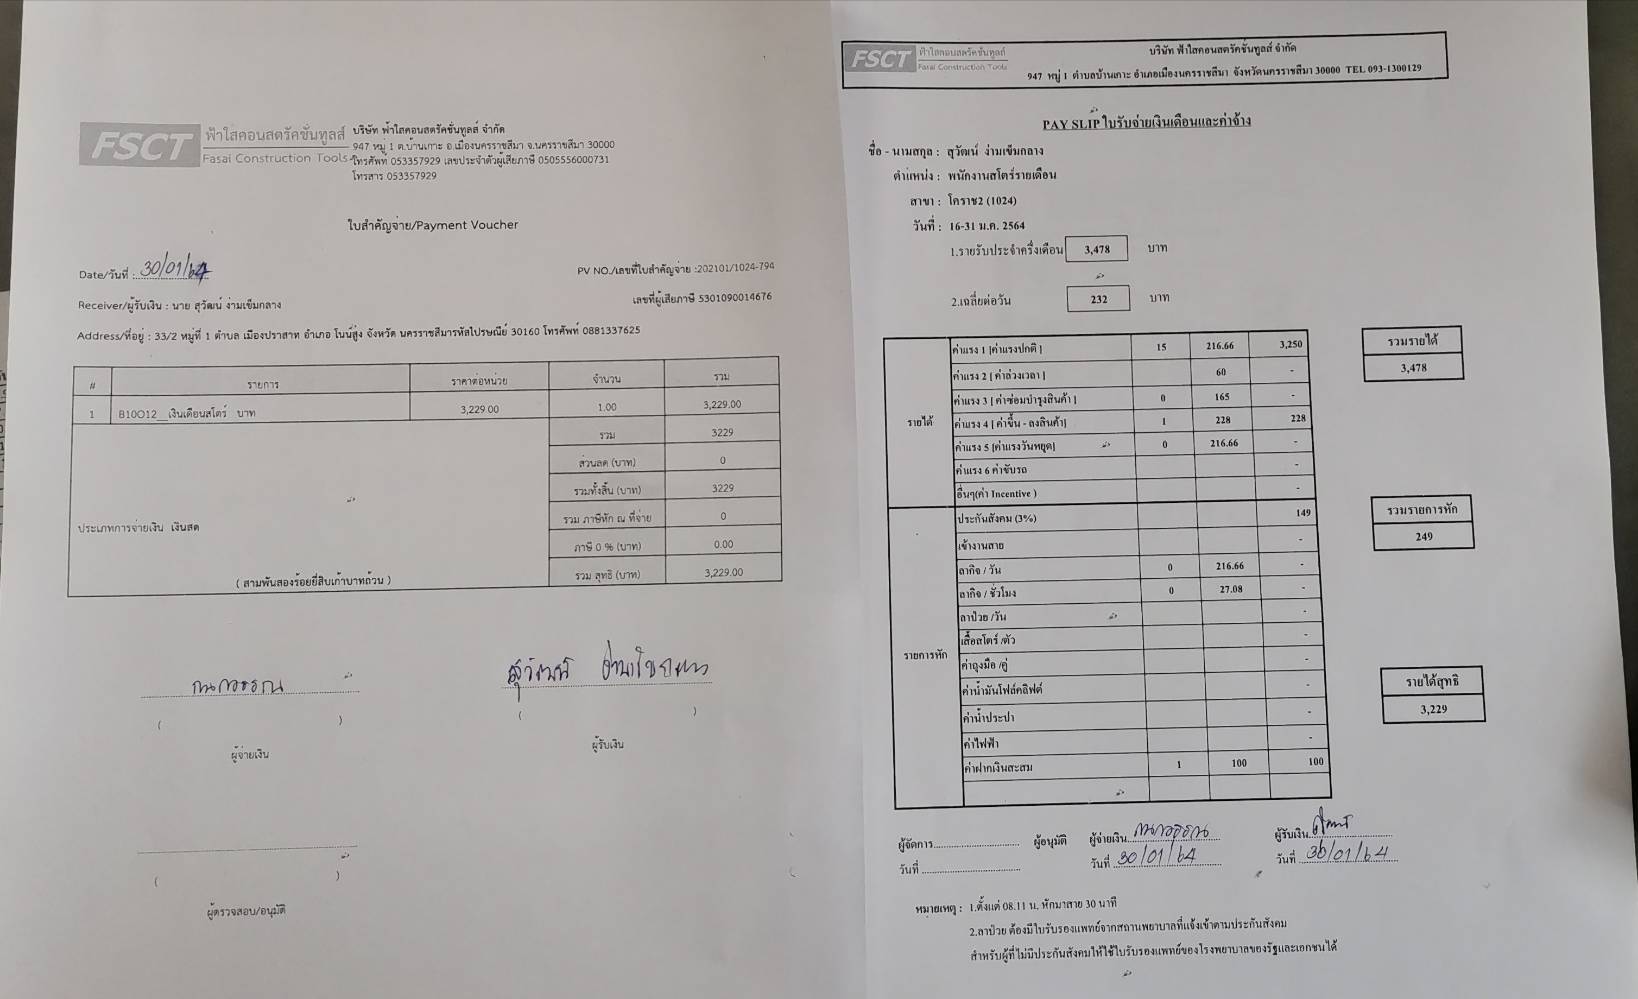 FSCT
ฟ้าใสคอนสตรัคชั่นทูลส์
Fasai Construction Tools
บริษัท ฟ้าใสคอนสตรัคชั่นทูลส์ จำกัด
947 หมู่ 1 ต.บ้านเกาะ อ.เมืองนครราชสีมา จ.นครราชสีมา 30000
โทรศัพท์ 053357929 เลขประจำตัวผู้เสียภาษี 0505556000731
โทรสาร 053357929
ใบสำคัญจ่าย/Payment Voucher
Date/วันที่ : 30/01/64
PV NO./เลขที่ใบสำคัญจ่าย :202101/1024-794
Receiver/ผู้รับเงิน : นาย สุวัฒน์ ง่ามเข็มกลาง
เลขที่ผู้เสียภาษี 5301090014676
Address/ที่อยู่ : 33/2 หมู่ที่ 1 ตำบล เมืองปราสาท อำเภอ โนนสูง จังหวัด นครราชสีมารหัสไปรษณีย์ 30160 โทรศัพท์ 0881337625
# รายการ ราคาต่อหน่วย จำนวน รวม
1 B10O12__เงินเดือนสโตร์ บาท 3,229.00 1.00 3,229.00
รวม 3229
ส่วนลด (บาท) 0
รวมทั้งสิ้น (บาท) 3229
รวม ภาษีหัก ณ ที่จ่าย 0
ประเภทการจ่ายเงิน เงินสด
ภาษี 0 % (บาท) 0.00
รวม สุทธิ (บาท) 3,229.00
( สามพันสองร้อยยี่สิบเก้าบาทถ้วน )
( )
( )
ผู้จ่ายเงิน
ผู้รับเงิน
( )
ผู้ตรวจสอบ/อนุมัติ
FSCT
ฟ้าใสคอนสตรัคชั่นทูลส์
Fasai Construction Tools
บริษัท ฟ้าใสคอนสตรัคชั่นทูลส์ จำกัด
947 หมู่ 1 ตำบลบ้านเกาะ อำเภอเมืองนครราชสีมา จังหวัดนครราชสีมา 30000 TEL 093-1300129
PAY SLIP ใบรับจ่ายเงินเดือนและค่าจ้าง
ชื่อ - นามสกุล : สุวัฒน์ ง่ามเข็มกลาง
ตำแหน่ง : พนักงานสโตร์รายเดือน
สาขา : โคราช2 (1024)
วันที่ : 16-31 ม.ค. 2564
1.รายรับประจำครึ่งเดือน 3,478 บาท
2.เฉลี่ยต่อวัน 232 บาท
รายได้
ค่าแรง 1 [ค่าแรงปกติ ] 15 216.66 3,250
ค่าแรง 2 [ ค่าล่วงเวลา ] 60 -
ค่าแรง 3 [ ค่าซ่อมบำรุงสินค้า ] 0 165 -
ค่าแรง 4 [ ค่าขึ้น - ลงสินค้า] 1 228 228
ค่าแรง 5 [ค่าแรงวันหยุด] 0 216.66 -
ค่าแรง 6 ค่าขับรถ -
อื่นๆ(ค่า Incentive ) -
รายการหัก
ประกันสังคม (3%) 149
เข้างานสาย -
ลากิจ / วัน 0 216.66 -
ลากิจ / ชั่วโมง 0 27.08 -
ลาป่วย /วัน -
เสื้อสโตร์ /ตัว -
ค่าถุงมือ /คู่ -
ค่าน้ำมันโฟล์คลิฟต์ -
ค่าน้ำประปา -
ค่าไฟฟ้า -
ค่าฝากเงินสะสม 1 100 100
รวมรายได้
3,478
รวมรายการหัก
249
รายได้สุทธิ
3,229
ผู้จัดการ ผู้อนุมัติ ผู้จ่ายเงิน ผู้รับเงิน
วันที่ วันที่ 30/01/64 วันที่ 30/01/64
หมายเหตุ : 1.ตั้งแต่ 08.11 น. หักมาสาย 30 นาที
2.ลาป่วย ต้องมีใบรับรองแพทย์จากสถานพยาบาลที่แจ้งเข้าตามประกันสังคม
สำหรับผู้ที่ไม่มีประกันสังคมให้ใช้ใบรับรองแพทย์ของโรงพยาบาลของรัฐและเอกชนได้